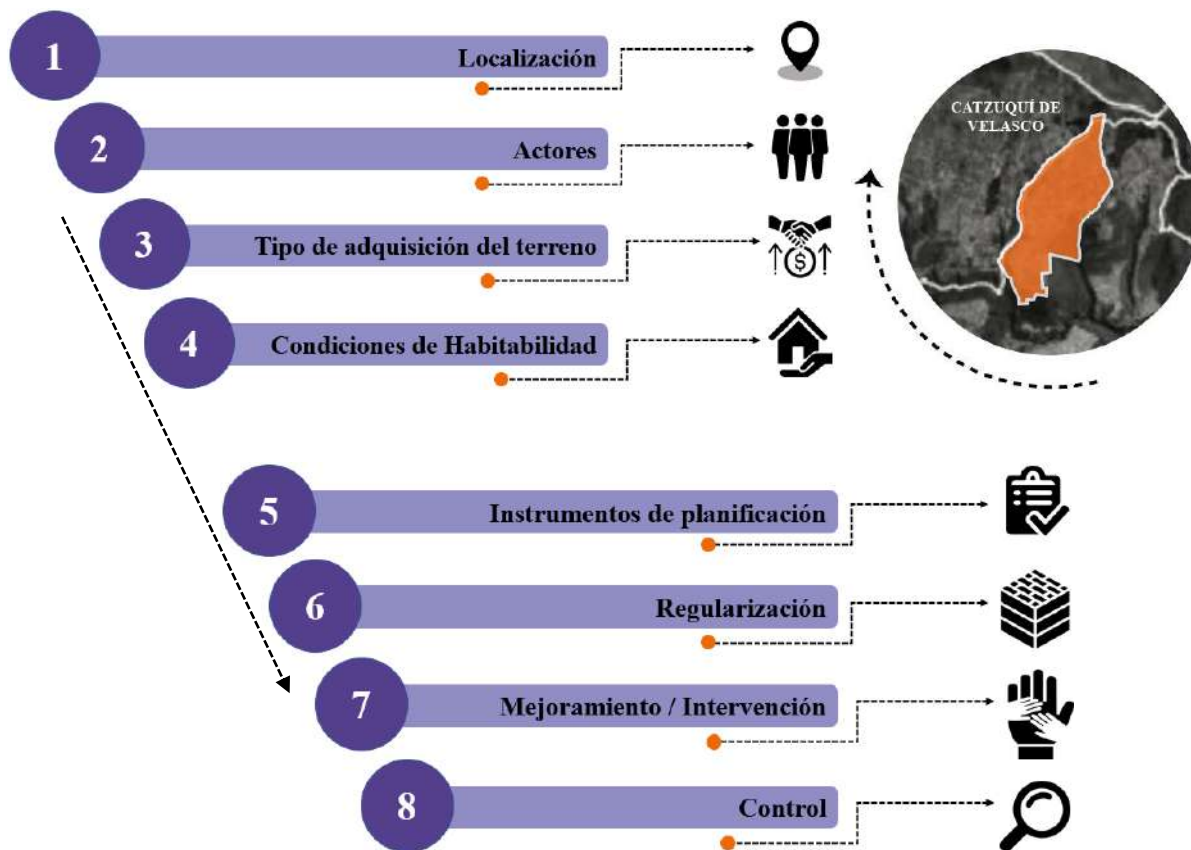 1
Localización
CATZUQUÍ DE
VELASCO
2
Actores
3
Tipo de adquisición del terreno
$
4
Condiciones de Habitabilidad
5
Instrumentos de planificación
6
Regularización
7
Mejoramiento / Intervención
8
Control